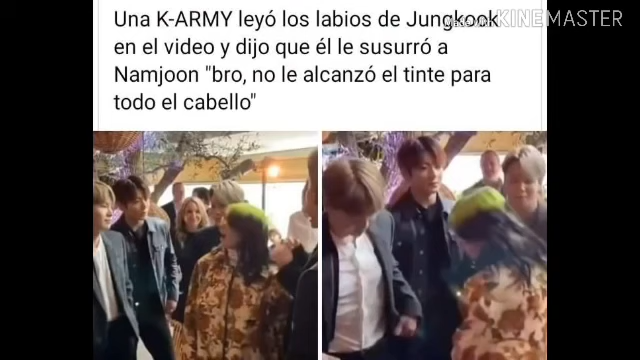 Una K-ARMY leyó los labios de Jungkook
en el video y dijo que él le susurró a
Namjoon "bro, no le alcanzó el tinte para
todo el cabello"
KINEMASTER